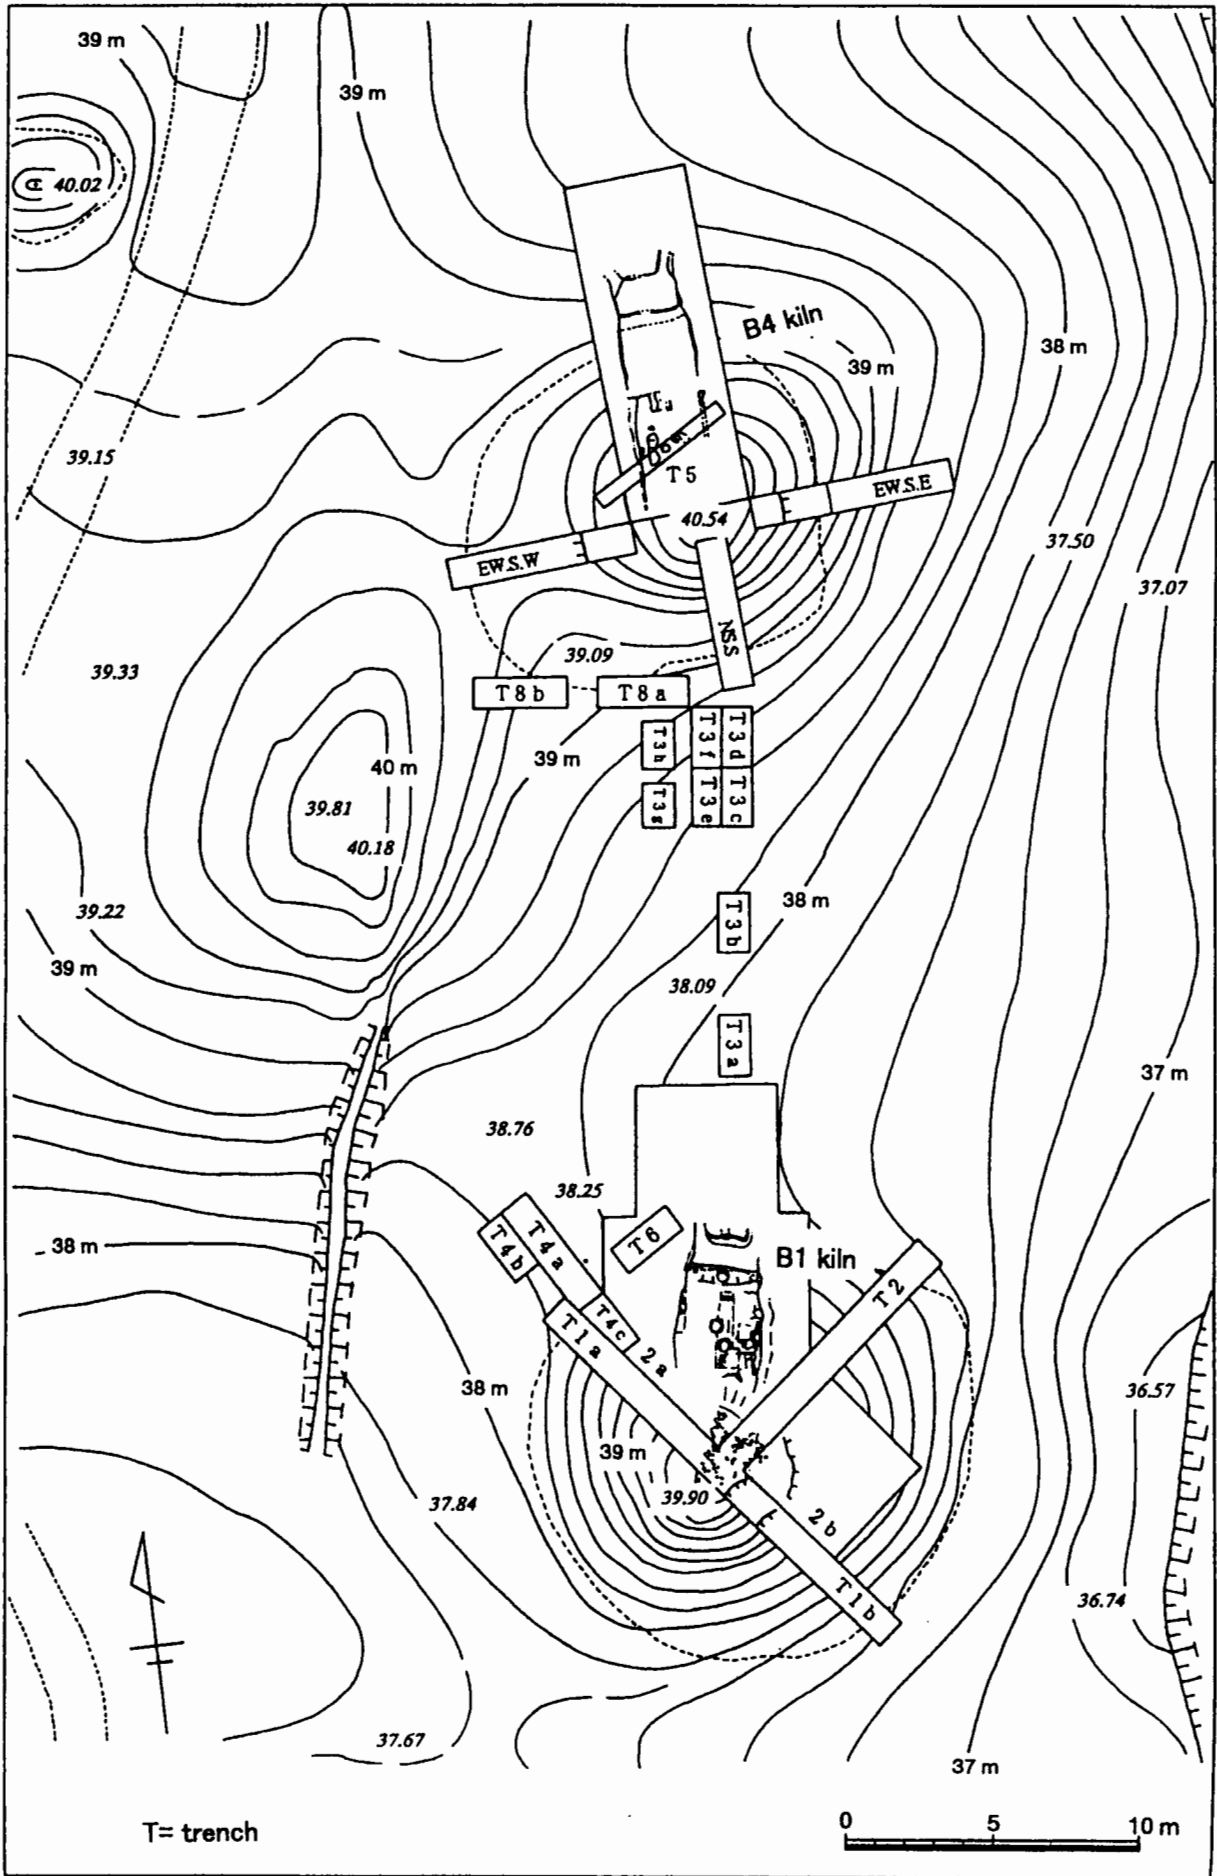 39 m
39 m
40.02
B4 kiln
38 m
39 m
39.15
T 5
EW.S.E
40.54
37.50
EW.S.W
37.07
N.S.S
39.09
39.33
T 8 b
T 8 a
T 3 h
T 3 f
T 3 d
39 m
40 m
T 3 g
T 3 e
T 3 c
39.81
40.18
38 m
39.22
T 3 b
39 m
38.09
T 3 a
37 m
38.76
38.25
T 4 b
T 4 a
T 6
38 m
B1 kiln
T 2
T 4 c
T 1 a
2 a
38 m
36.57
39 m
39.90
37.84
2 b
T 1 b
36.74
37.67
37 m
T= trench
0 5 10 m